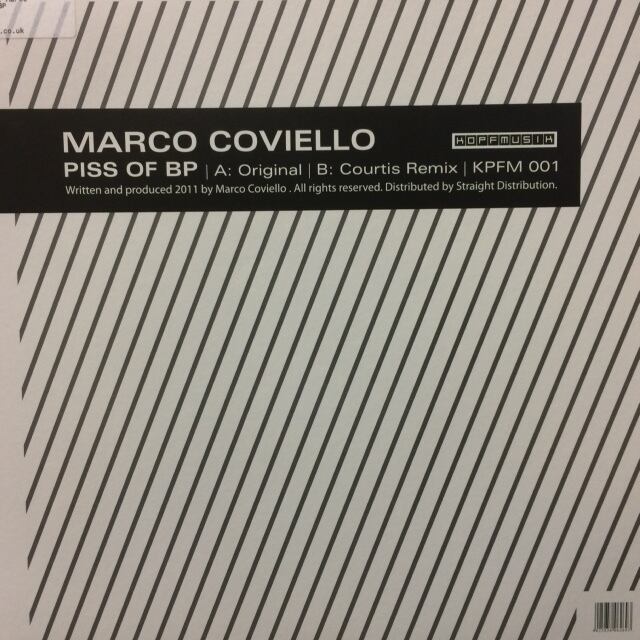 BP
.co.uk
MARCO COVIELLO
KOPFMUSIK
PISS OF BP | A: Original | B: Courtis Remix | KPFM 001
Written and produced 2011 by Marco Coviello . All rights reserved. Distributed by Straight Distribution.